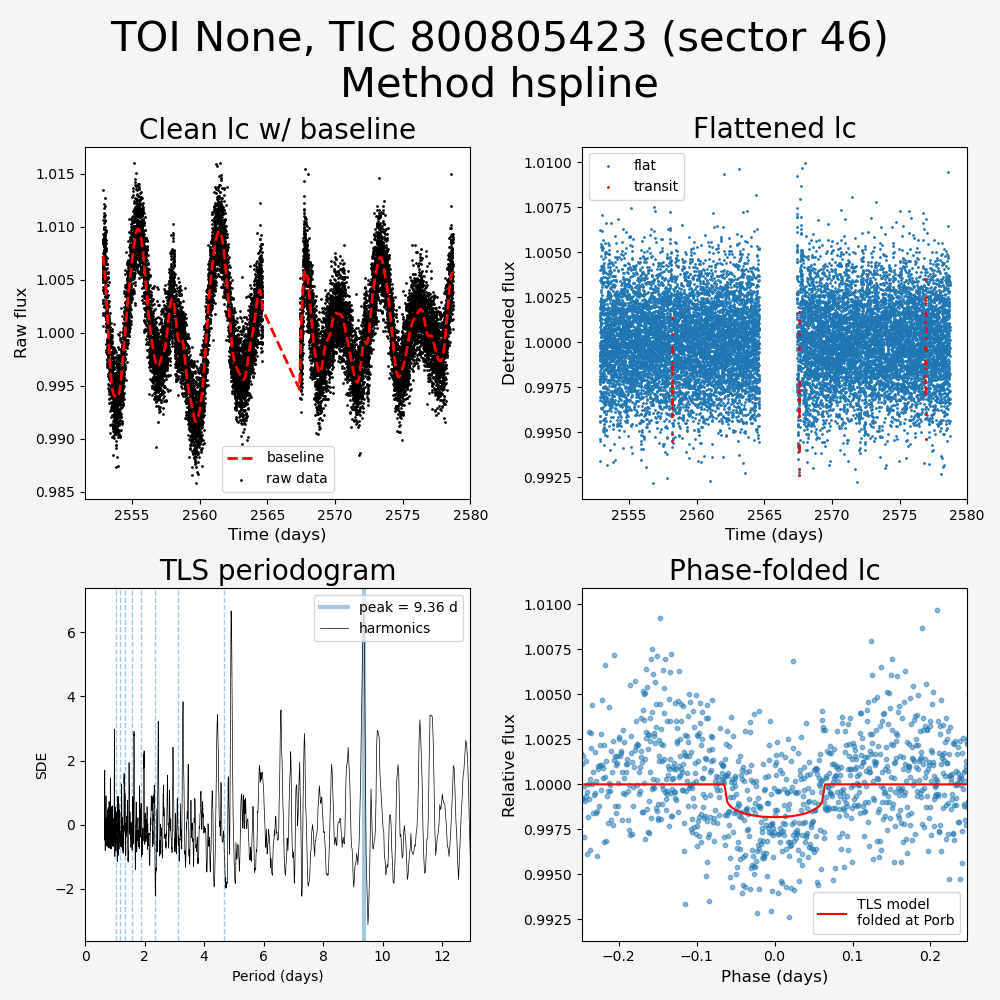 TOI None, TIC 800805423 (sector 46)
Method hspline
Clean lc w/ baseline
Raw flux
1.015
1.010
1.005
1.000
0.995
0.990
0.985
baseline
raw data
2555
2560
2565
2570
2575
2580
Time (days)
Flattened lc
Detrended flux
1.0100
1.0075
1.0050
1.0025
1.0000
0.9975
0.9950
0.9925
flat
transit
2555
2560
2565
2570
2575
2580
Time (days)
TLS periodogram
SDE
6
4
2
0
−2
peak = 9.36 d
harmonics
0
2
4
6
8
10
12
Period (days)
Phase-folded lc
Relative flux
1.0100
1.0075
1.0050
1.0025
1.0000
0.9975
0.9950
0.9925
TLS model
folded at Porb
−0.2
−0.1
0.0
0.1
0.2
Phase (days)